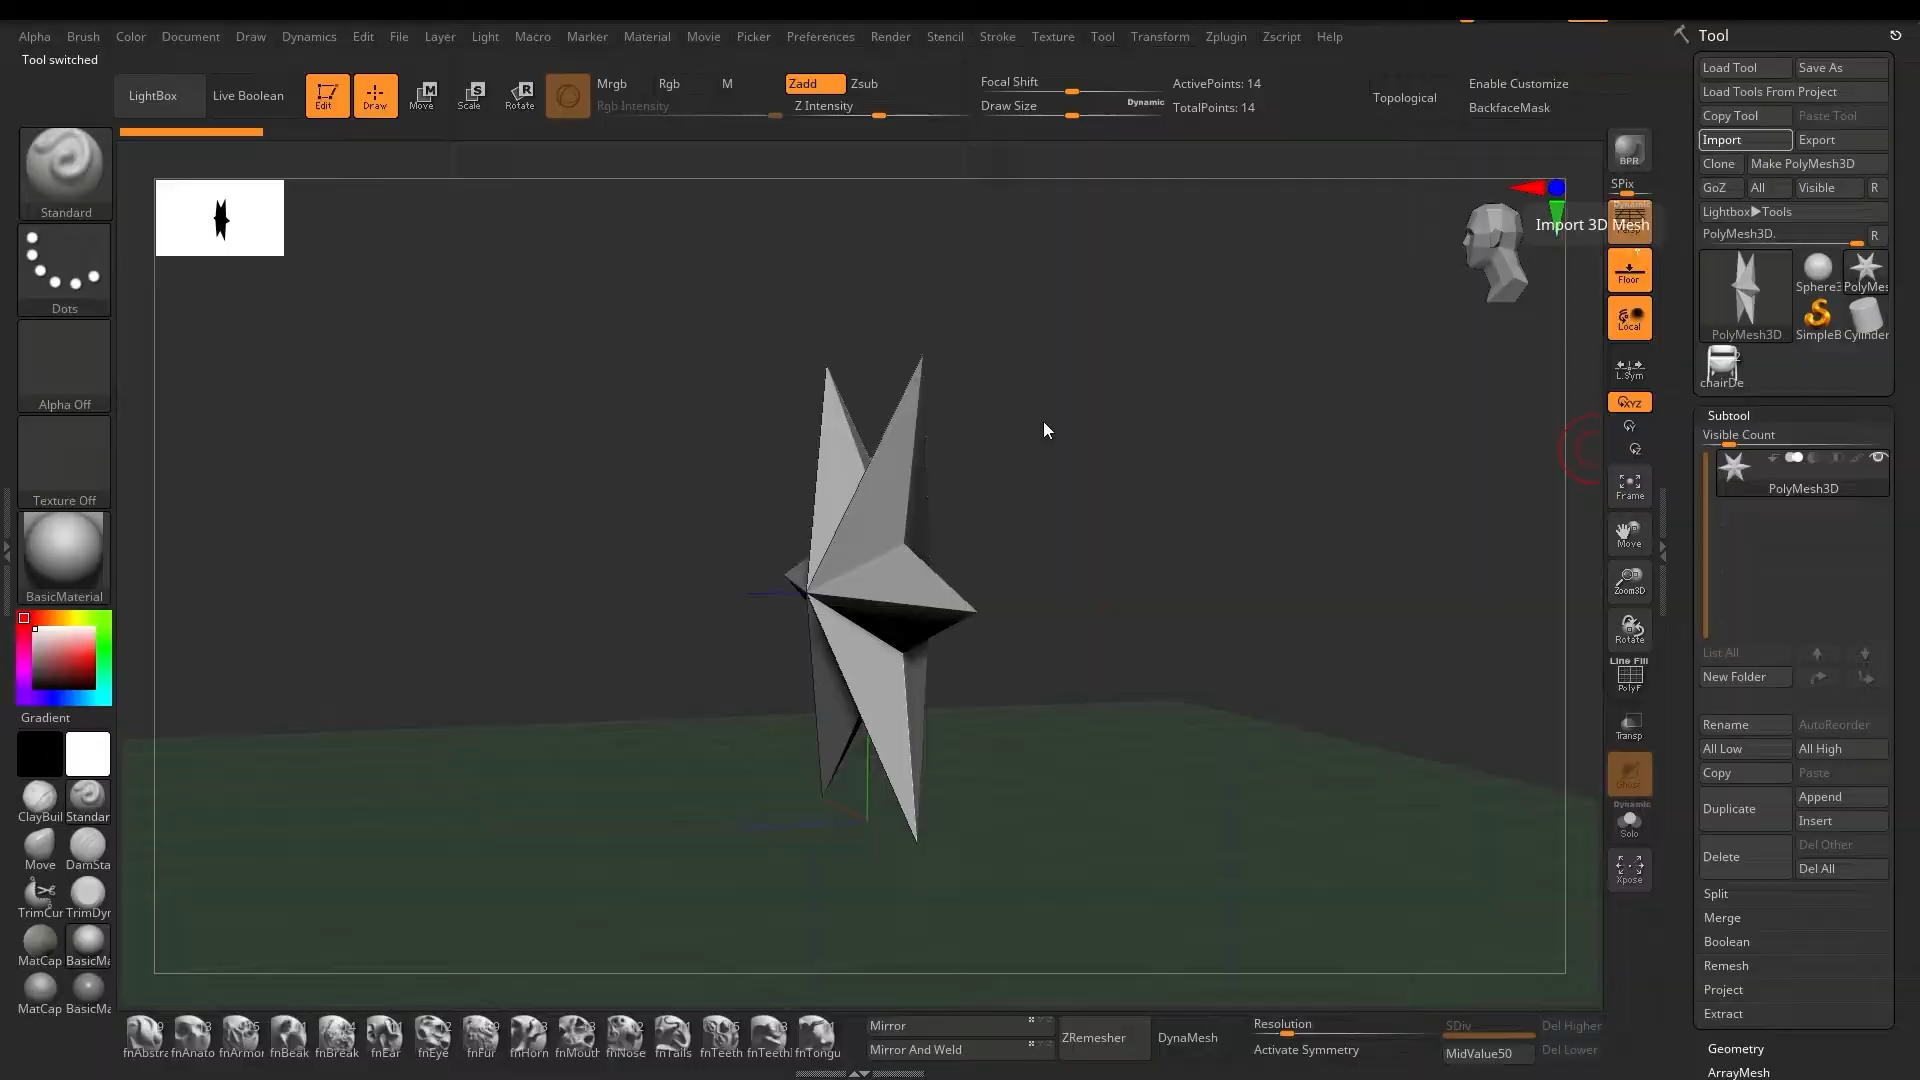 Alpha Brush Color Document Draw Dynamics Edit File Layer Light Macro Marker Material Movie Picker Preferences Render Stencil Stroke Texture Tool Transform Zplugin Zscript Help
Tool switched
LightBox
Live Boolean
Edit
Draw
Move
Scale
Rotate
Mrgb Rgb M
Rgb Intensity
Zadd Zsub
Z Intensity
Focal Shift
Draw Size
Dynamic
ActivePoints: 14
TotalPoints: 14
Topological
Enable Customize
BackfaceMask
Standard
Dots
Alpha Off
Texture Off
BasicMaterial
Gradient
ClayBuil Standar
Move DamSta
TrimCur TrimDyr
MatCap BasicMa
MatCap BasicMa
Import 3D Mesh
BPR
SPix
Dynamic
Persp
Floor
Local
L.Sym
XYZ
Y
Z
Frame
Move
Zoom3D
Rotate
Line Fill
PolyF
Transp
Ghost
Dynamic
Solo
Xpose
Tool
Load Tool Save As
Load Tools From Project
Copy Tool Paste Tool
Import Export
Clone Make PolyMesh3D
GoZ All Visible R
Lightbox▶Tools
PolyMesh3D. R
PolyMesh3D
Sphere3 PolyMes
SimpleB Cylinder
2
chairDe
Subtool
Visible Count
PolyMesh3D
List All
New Folder
Rename AutoReorder
All Low All High
Copy Paste
Duplicate
Append
Insert
Delete
Del Other
Del All
Split
Merge
Boolean
Remesh
Project
Extract
Geometry
ArrayMesh
fnAbstra fnAnato fnArmor fnBeak fnBreak fnEar fnEye fnFur fnHorn fnMouth fnNose fnTails fnTeeth fnTeeth fnTongu
Mirror
Mirror And Weld
ZRemesher
DynaMesh
Resolution
Activate Symmetry
SDiv
MidValue50
Del Higher
Del Lower